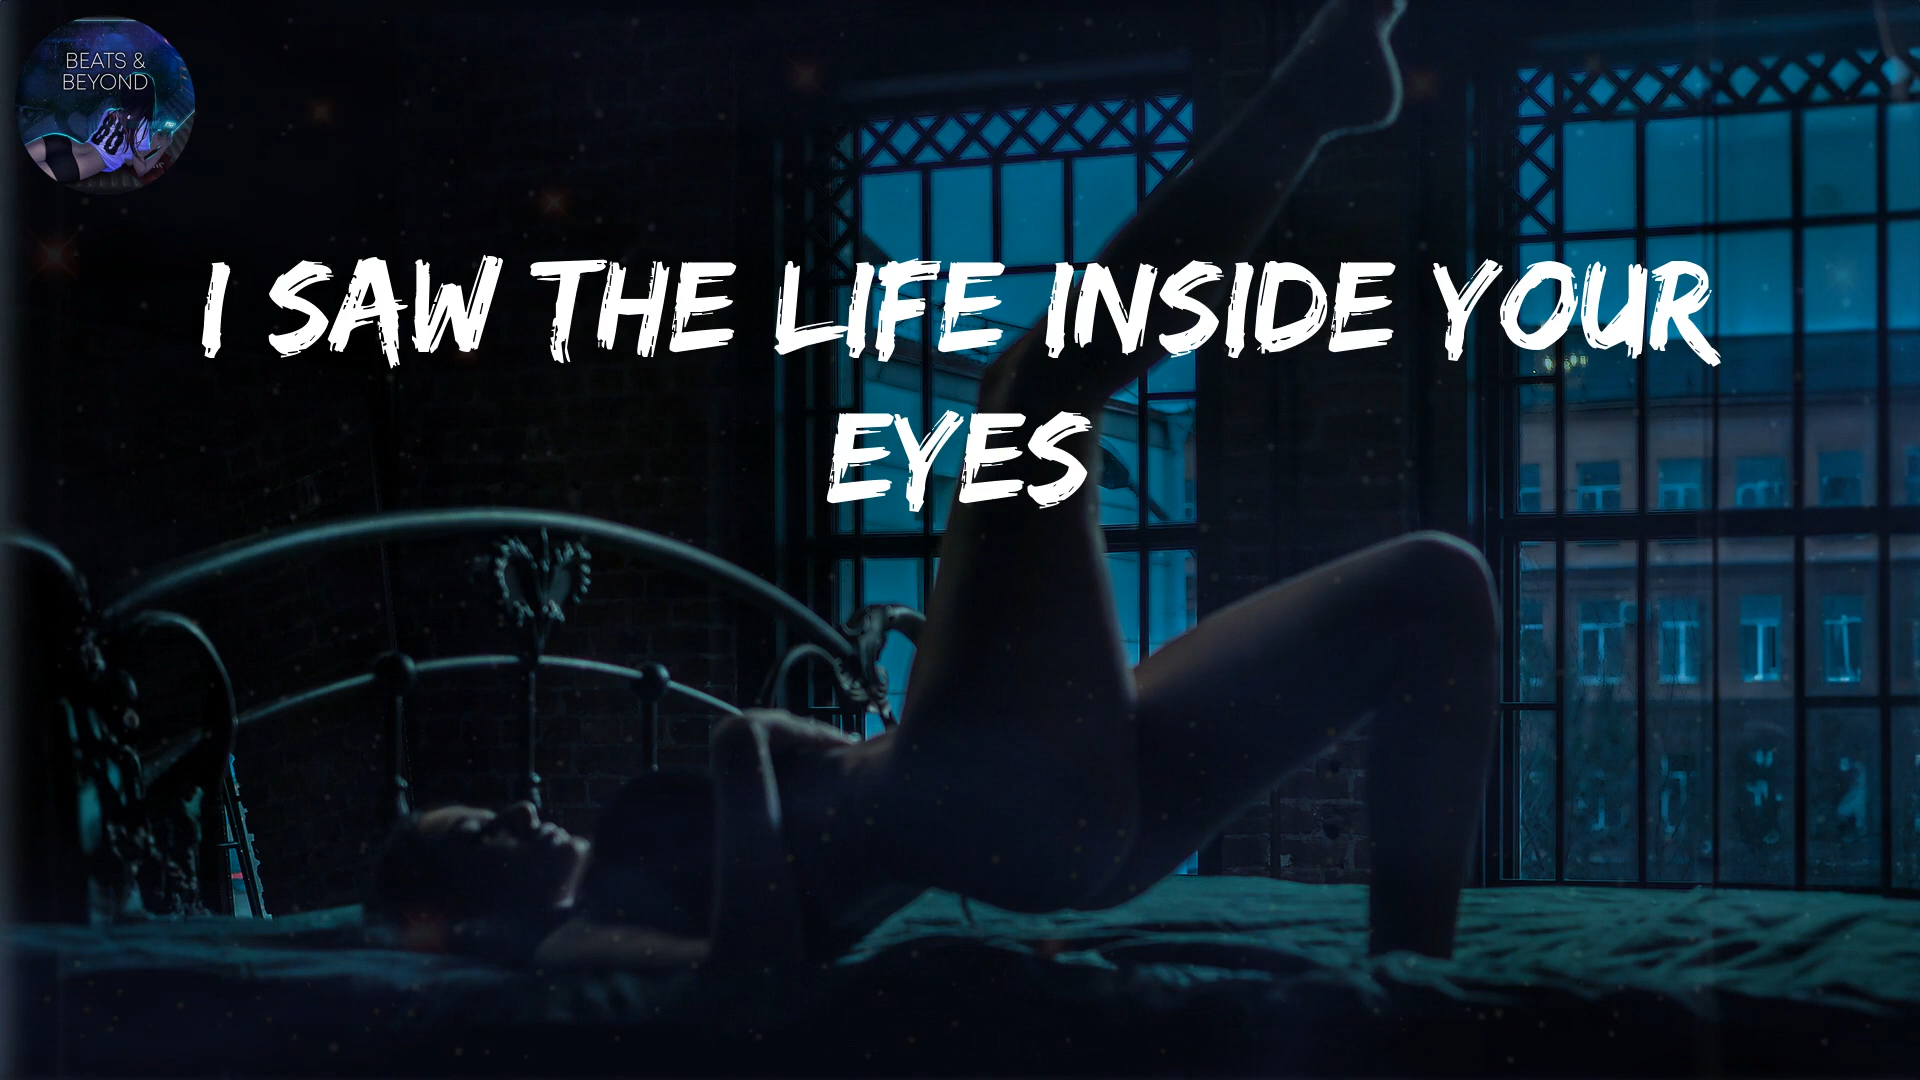 BEATS &
BEYOND
I SAW THE LIFE INSIDE YOUR
EYES